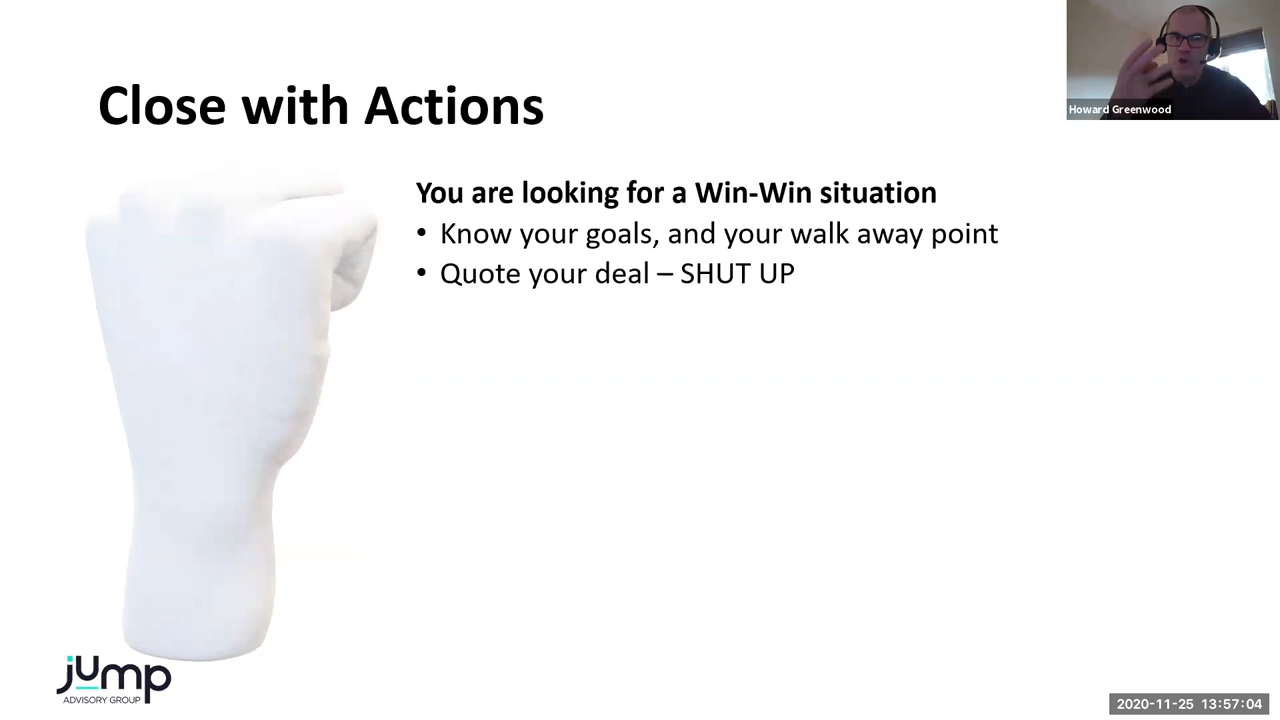 Close with Actions
Howard Greenwood
You are looking for a Win-Win situation
• Know your goals, and your walk away point
• Quote your deal – SHUT UP
jump
ADVISORY GROUP
2020-11-25 13:57:04